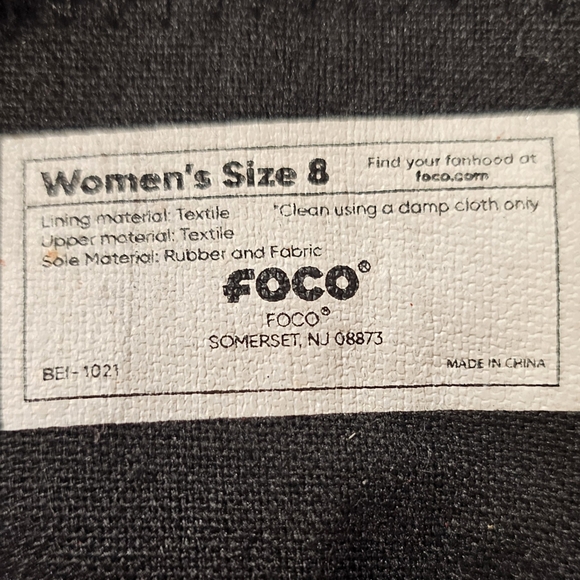 Women's Size 8
Find your fanhood at
foco.com
Lining material: Textile
*Clean using a damp cloth only
Upper material: Textile
Sole Material: Rubber and Fabric
FOCO®
FOCO®
SOMERSET, NJ 08873
BEI-1021
MADE IN CHINA